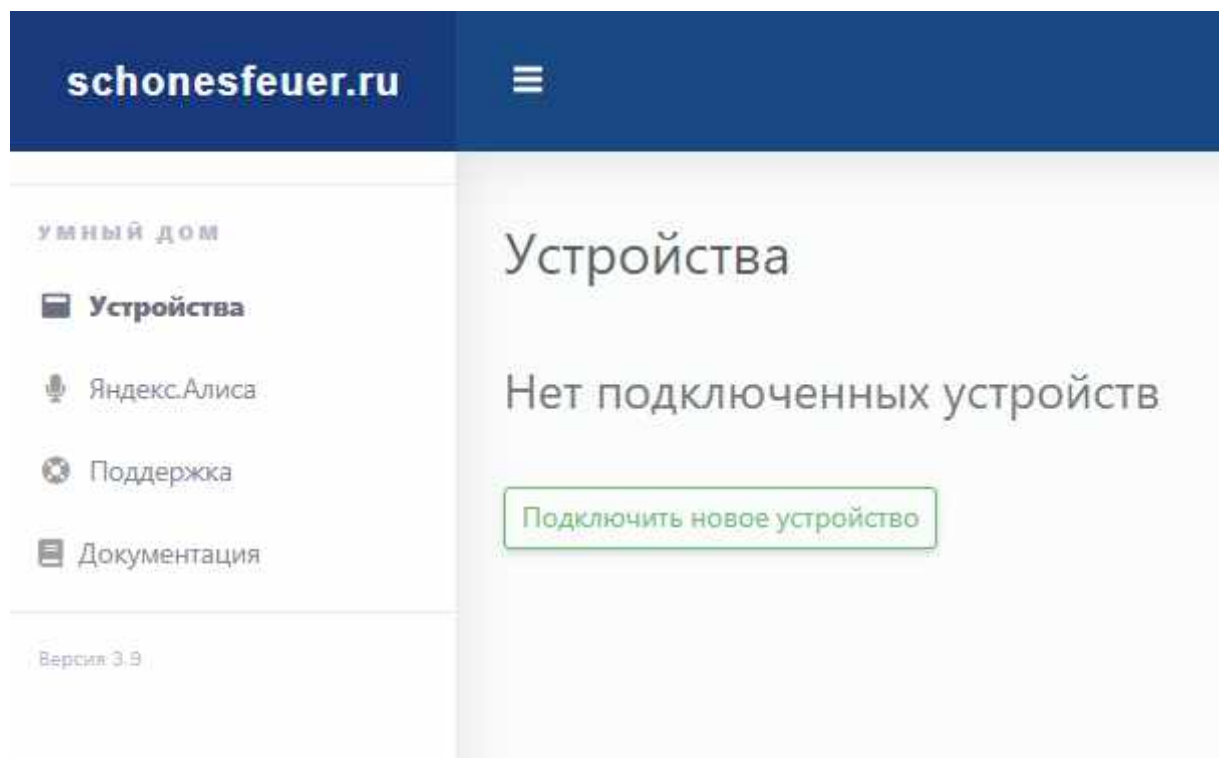 schonesfeuer.ru
УМНЫЙ ДОМ
Устройства
Яндекс.Алиса
Поддержка
Документация
Версия 3.9
Устройства
Нет подключенных устройств
Подключить новое устройство